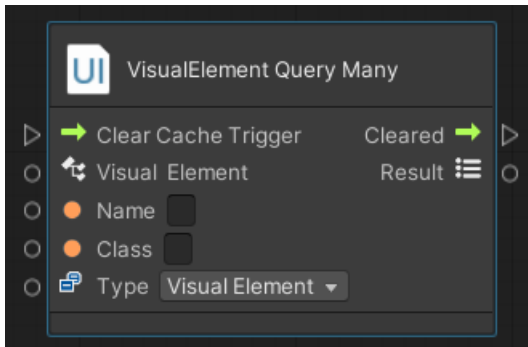 UI VisualElement Query Many
Clear Cache Trigger Cleared
Visual Element Result
Name
Class
Type Visual Element